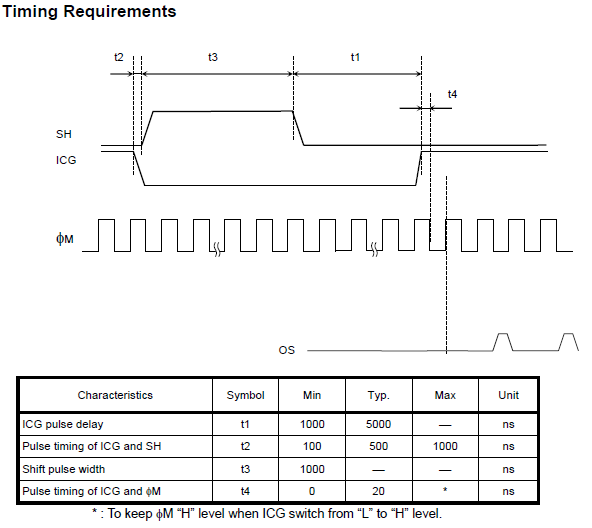 Timing Requirements
t2 t3 t1
t4
SH
ICG
ϕM
OS
Characteristics Symbol Min Typ. Max Unit
ICG pulse delay t1 1000 5000 — ns
Pulse timing of ICG and SH t2 100 500 1000 ns
Shift pulse width t3 1000 — — ns
Pulse timing of ICG and ϕM t4 0 20 * ns
* : To keep ϕM “H” level when ICG switch from “L” to “H” level.